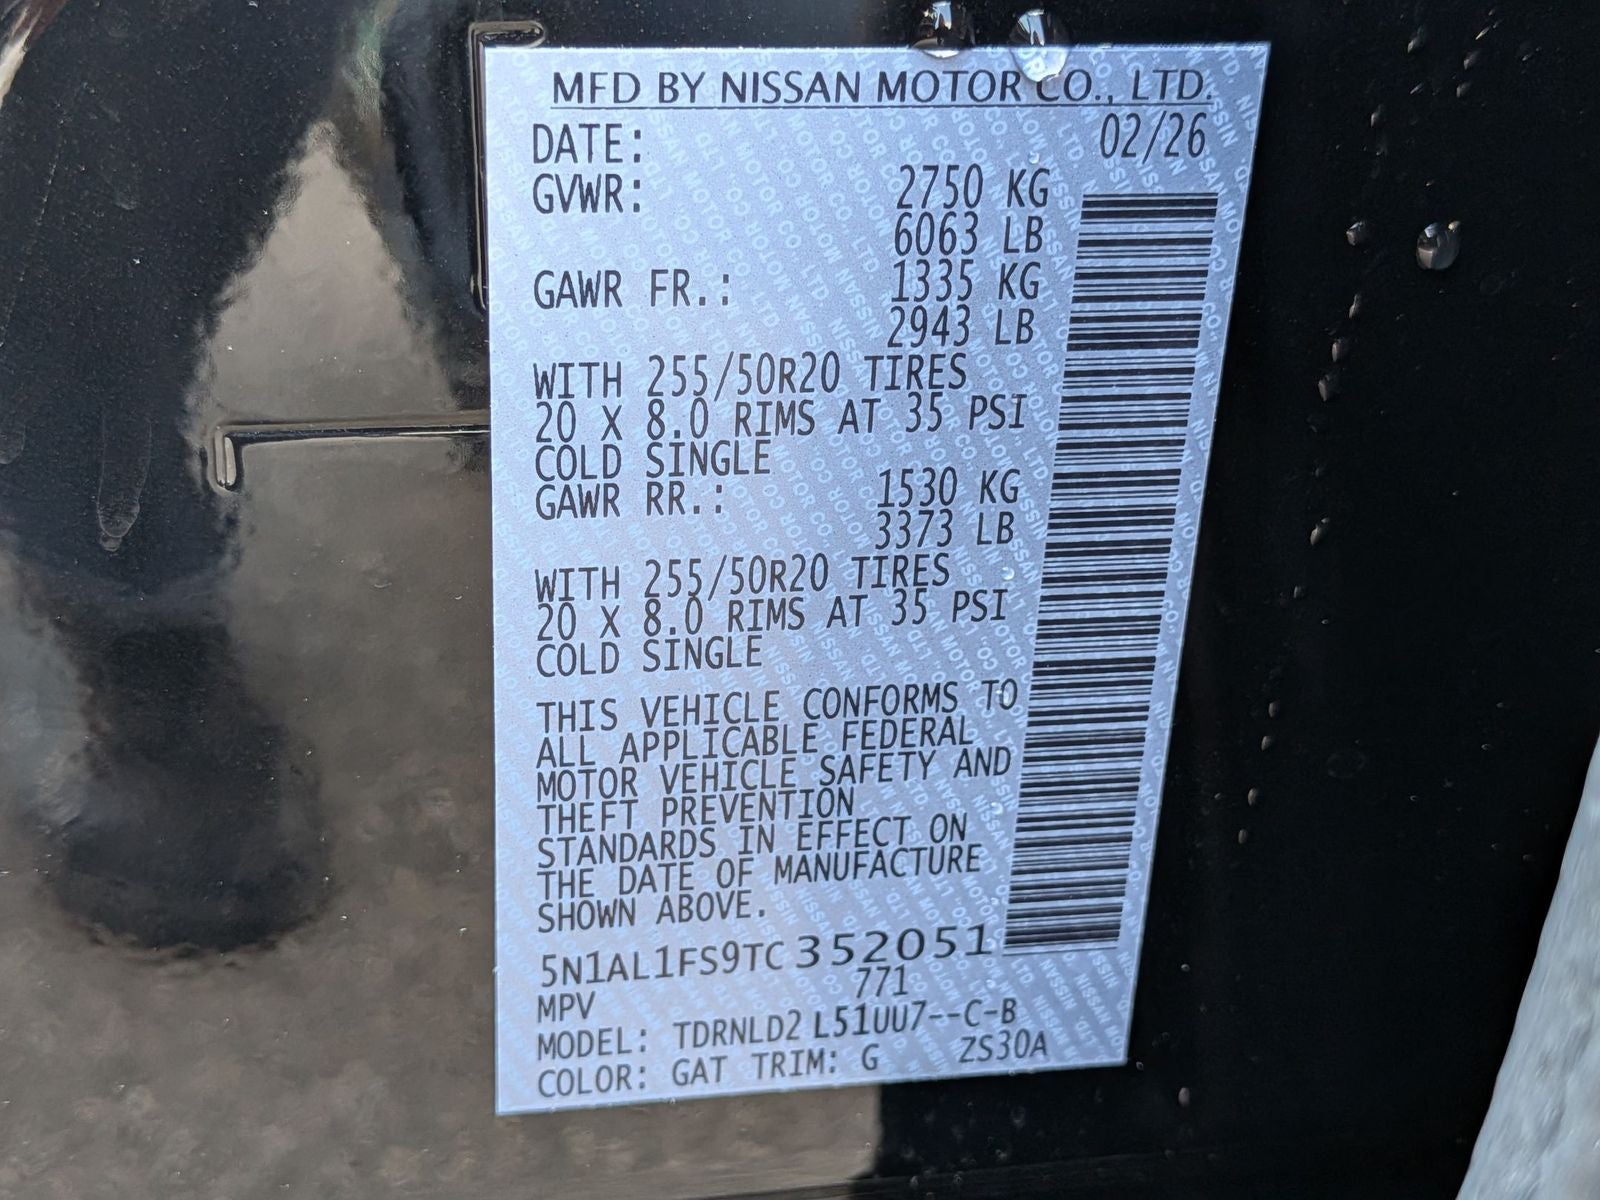 MFD BY NISSAN MOTOR CO., LTD.
DATE: 02/26
GVWR: 2750 KG
6063 LB
GAWR FR.: 1335 KG
2943 LB
WITH 255/50R20 TIRES
20 X 8.0 RIMS AT 35 PSI
COLD SINGLE
GAWR RR.: 1530 KG
3373 LB
WITH 255/50R20 TIRES
20 X 8.0 RIMS AT 35 PSI
COLD SINGLE
THIS VEHICLE CONFORMS TO
ALL APPLICABLE FEDERAL
MOTOR VEHICLE SAFETY AND
THEFT PREVENTION
STANDARDS IN EFFECT ON
THE DATE OF MANUFACTURE
SHOWN ABOVE.
5N1AL1FS9TC352051
MPV 771
MODEL: TDRNLD2 L51UU7--C-B
COLOR: GAT TRIM: G ZS30A